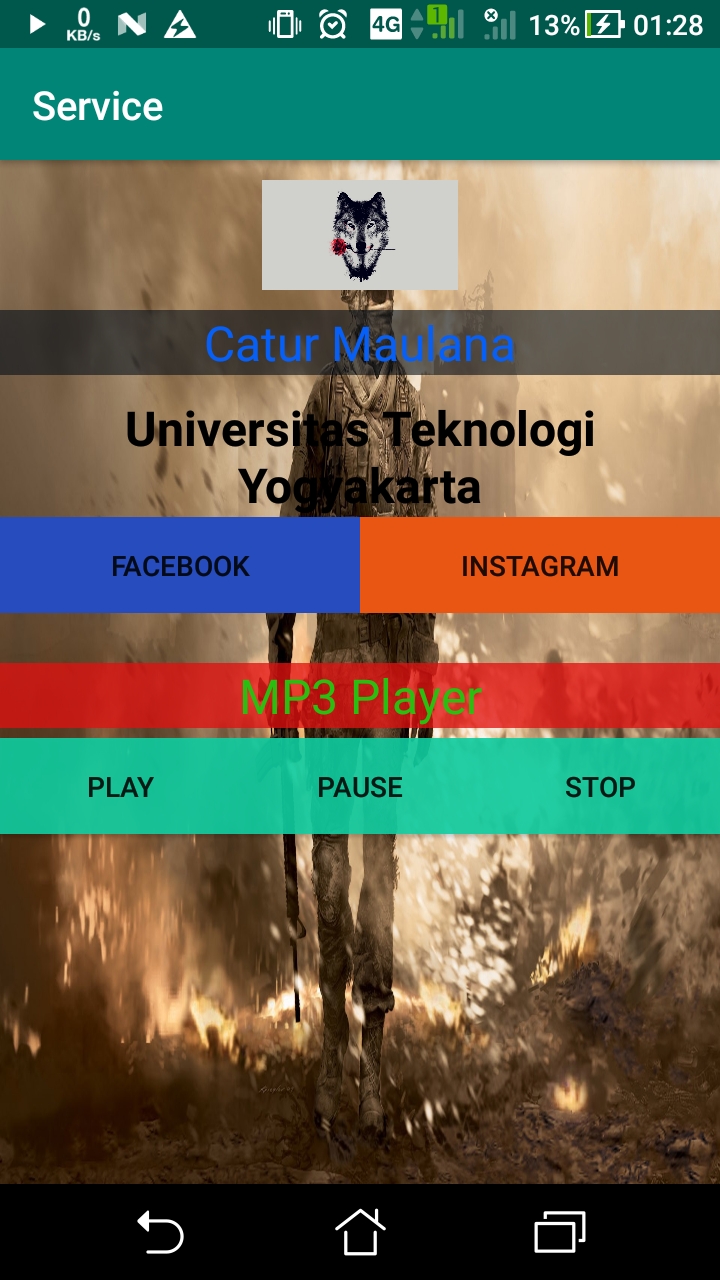 0 KB/s 4G 1 13% 01:28
Service
Catur Maulana
Universitas Teknologi
Yogyakarta
FACEBOOK INSTAGRAM
MP3 Player
PLAY PAUSE STOP